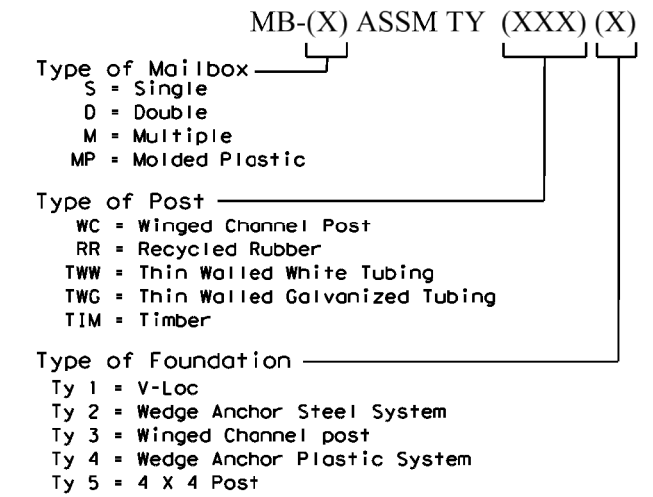 MB-(X) ASSM TY (XXX) (X)
Type of Mailbox
S = Single
D = Double
M = Multiple
MP = Molded Plastic
Type of Post
WC = Winged Channel Post
RR = Recycled Rubber
TWW = Thin Walled White Tubing
TWG = Thin Walled Galvanized Tubing
TIM = Timber
Type of Foundation
Ty 1 = V-Loc
Ty 2 = Wedge Anchor Steel System
Ty 3 = Winged Channel post
Ty 4 = Wedge Anchor Plastic System
Ty 5 = 4 X 4 Post